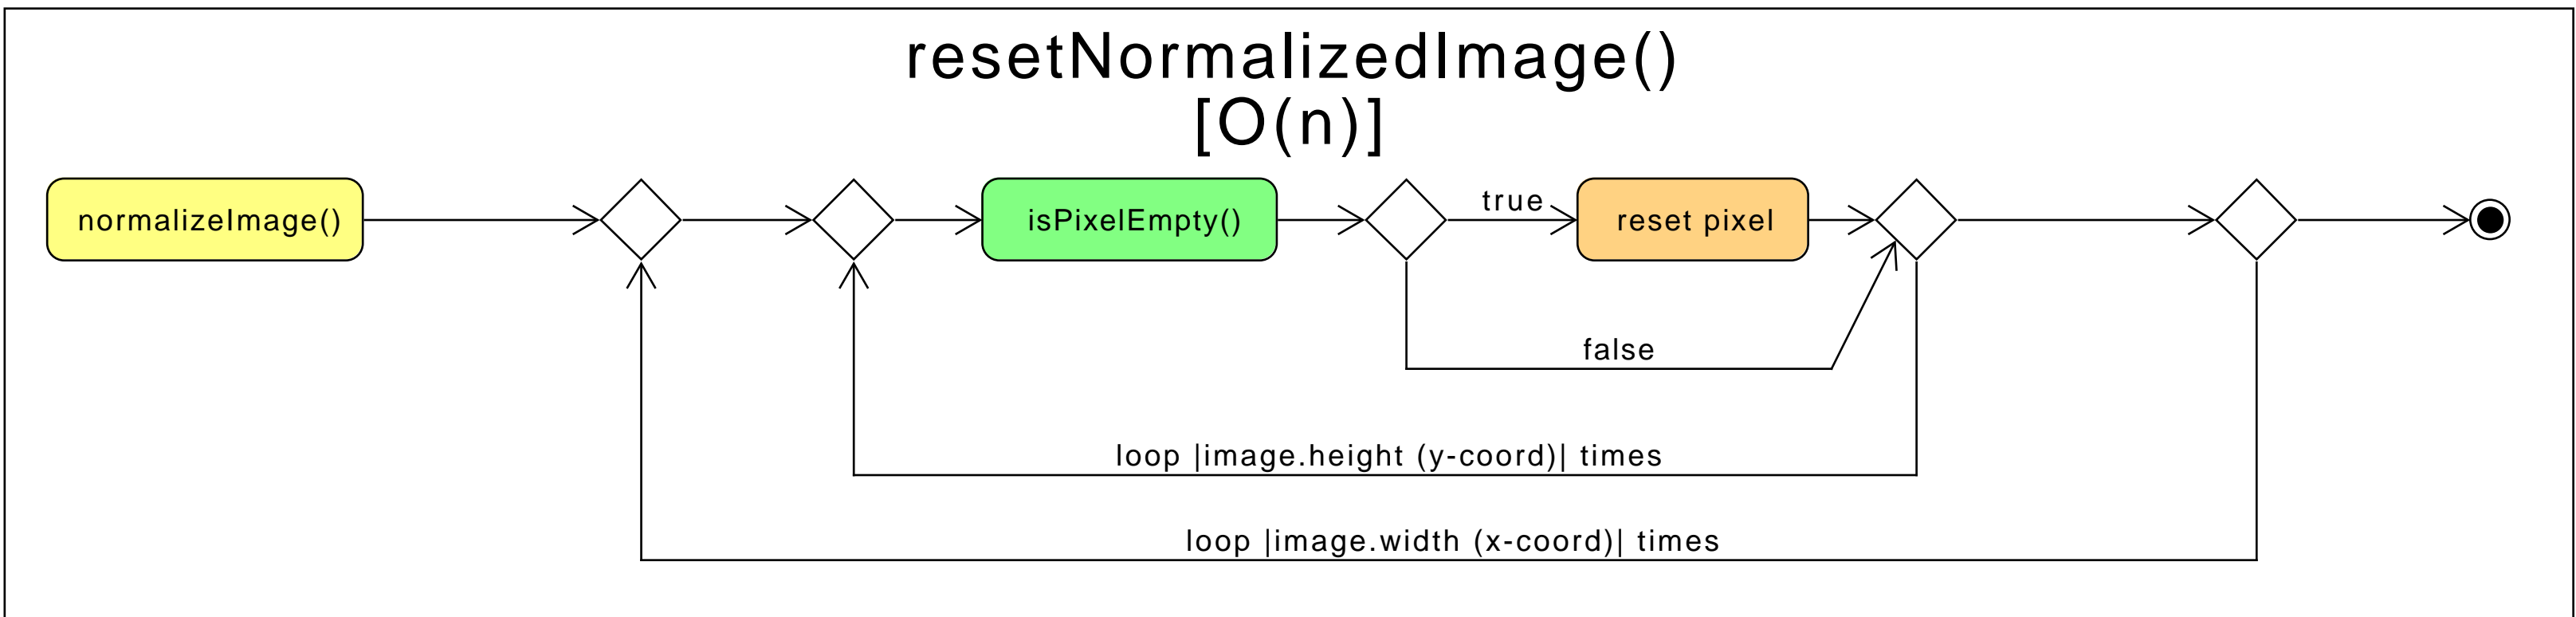 resetNormalizedImage()
[O(n)]
normalizeImage()
isPixelEmpty()
true
reset pixel
false
loop |image.height (y-coord)| times
loop |image.width (x-coord)| times